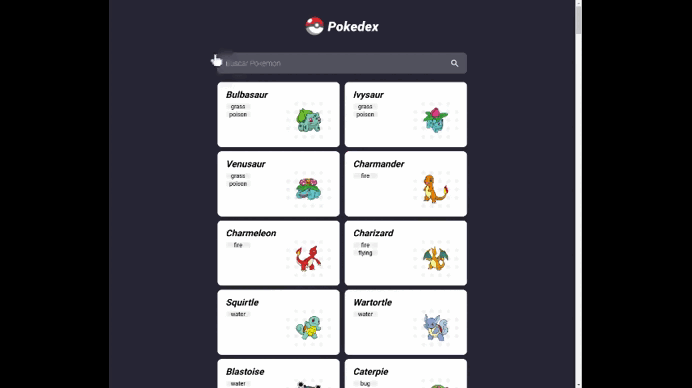 Pokedex
Buscar Pokemon
Bulbasaur
grass
poison
Ivysaur
grass
poison
Venusaur
grass
poison
Charmander
fire
Charmeleon
fire
Charizard
fire
flying
Squirtle
water
Wartortle
water
Blastoise
water
Caterpie
bug